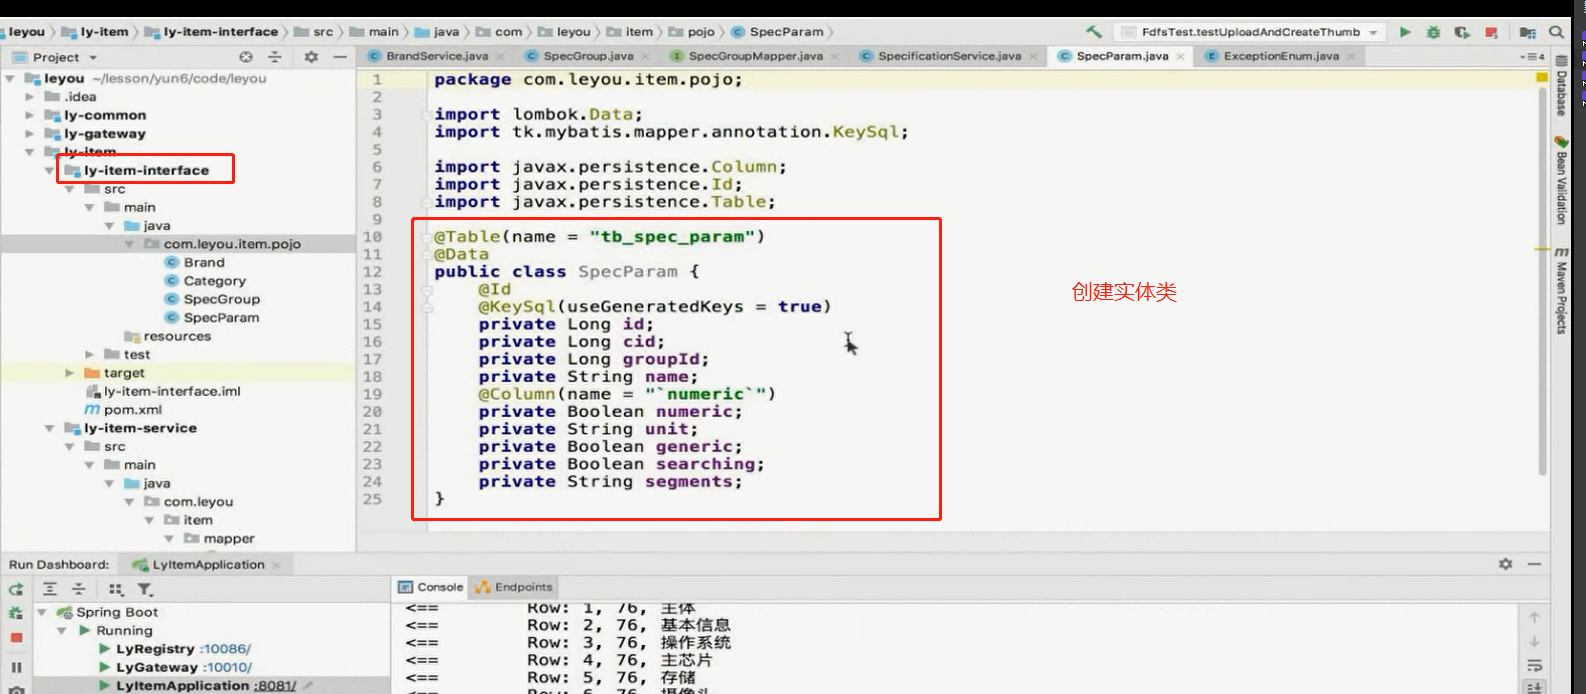 leyou ly-item ly-item-interface src main java com leyou item pojo SpecParam FdfsTest.testUploadAndCreateThumb
Project BrandService.java SpecGroup.java SpecGroupMapper.java SpecificationService.java SpecParam.java ExceptionEnum.java
leyou ~/lesson/yun6/code/leyou
.idea
ly-common
ly-gateway
ly-item
ly-item-interface
src
main
java
com.leyou.item.pojo
Brand
Category
SpecGroup
SpecParam
resources
test
target
ly-item-interface.iml
pom.xml
ly-item-service
src
main
java
com.leyou
item
mapper
1 package com.leyou.item.pojo;
2
3 import lombok.Data;
4 import tk.mybatis.mapper.annotation.KeySql;
5
6 import javax.persistence.Column;
7 import javax.persistence.Id;
8 import javax.persistence.Table;
9
10 @Table(name = "tb_spec_param")
11 @Data
12 public class SpecParam {
13 @Id
14 @KeySql(useGeneratedKeys = true)
15 private Long id;
16 private Long cid;
17 private Long groupId;
18 private String name;
19 @Column(name = "`numeric`")
20 private Boolean numeric;
21 private String unit;
22 private Boolean generic;
23 private Boolean searching;
24 private String segments;
25 }
创建实体类
Database
Bean Validation
Maven Projects
Run Dashboard: LyItemApplication
Console Endpoints
Spring Boot
Running
LyRegistry :10086/
LyGateway :10010/
LyItemApplication :8081/
<== Row: 1, 76, 主体
<== Row: 2, 76, 基本信息
<== Row: 3, 76, 操作系统
<== Row: 4, 76, 主芯片
<== Row: 5, 76, 存储
<== Row: 6, 76, 摄像头